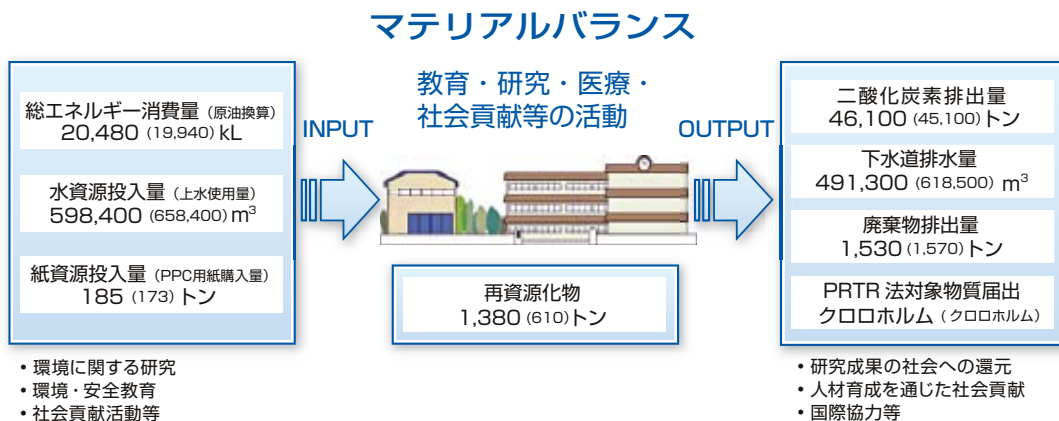 マテリアルバランス
総エネルギー消費量（原油換算）
20,480 (19,940) kL
水資源投入量（上水使用量）
598,400 (658,400) m³
紙資源投入量（PPC用紙購入量）
185 (173) トン
• 環境に関する研究
• 環境・安全教育
• 社会貢献活動等
INPUT
教育・研究・医療・
社会貢献等の活動
再資源化物
1,380 (610)トン
OUTPUT
二酸化炭素排出量
46,100 (45,100)トン
下水道排水量
491,300 (618,500) m³
廃棄物排出量
1,530 (1,570)トン
PRTR 法対象物質届出
クロロホルム（クロロホルム）
• 研究成果の社会への還元
• 人材育成を通じた社会貢献
• 国際協力等